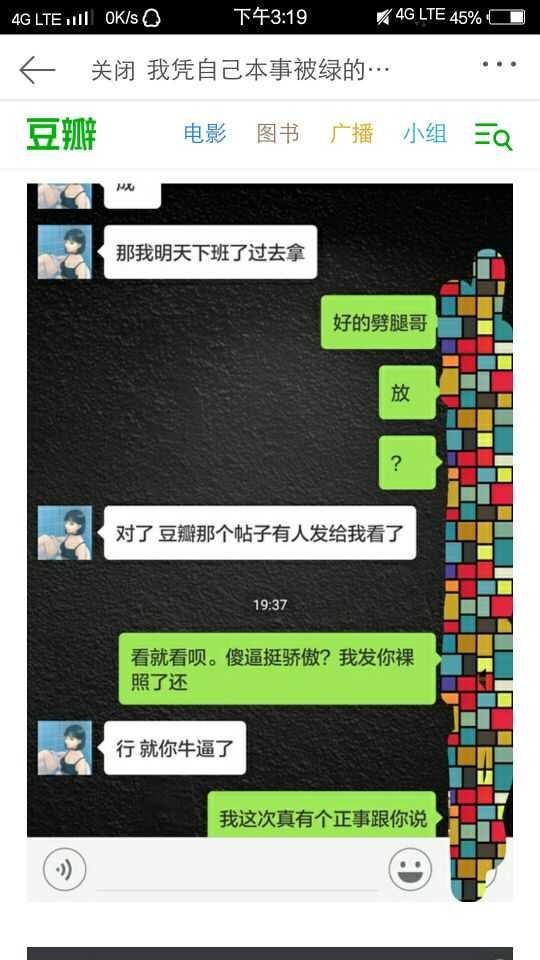 4G LTE 0K/s 下午3:19 4G LTE 45%
关闭 我凭自己本事被绿的…
豆瓣 电影 图书 广播 小组
成
那我明天下班了过去拿
好的劈腿哥
放
?
对了 豆瓣那个帖子有人发给我看了
19:37
看就看呗。傻逼挺骄傲?我发你裸
照了还
行 就你牛逼了
我这次真有个正事跟你说